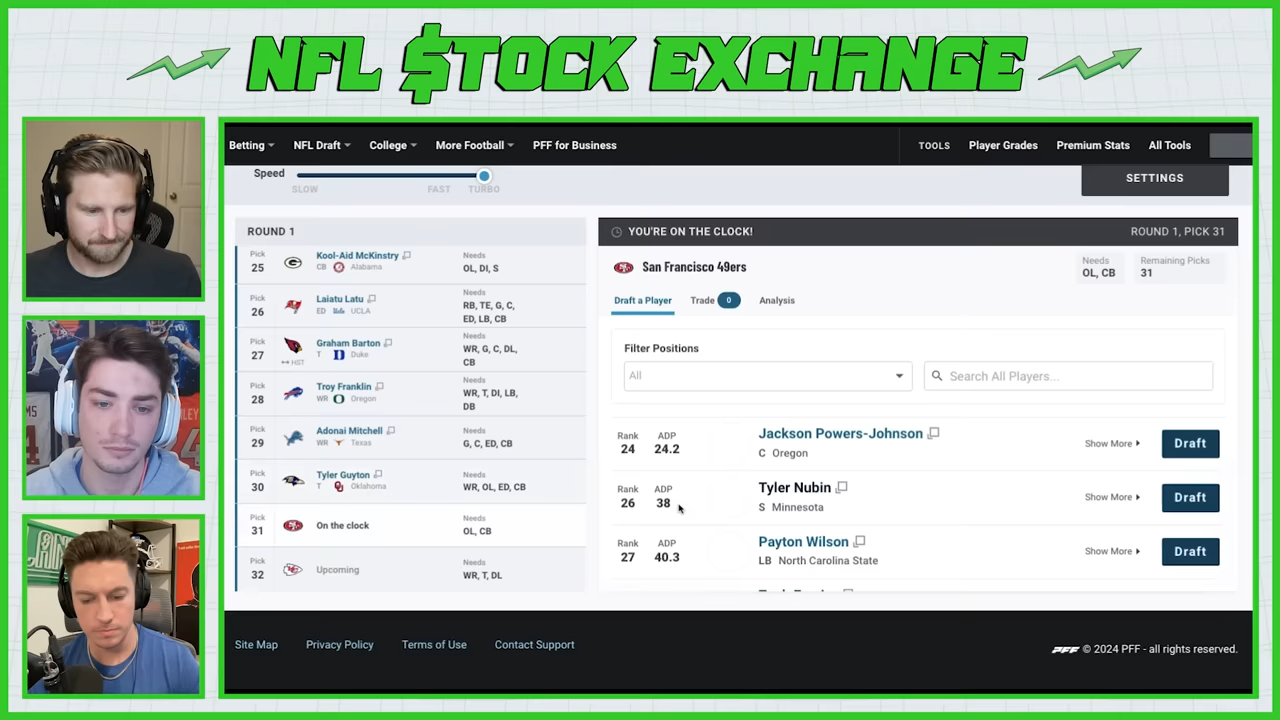 NFL $TOCK EXCHANGE
Betting
NFL Draft
College
More Football
PFF for Business
TOOLS
Player Grades
Premium Stats
All Tools
Speed
SLOW
FAST
TURBO
SETTINGS
ROUND 1
Pick
25
Kool-Aid McKinstry
CB Alabama
Needs
OL, DI, S
Pick
26
Laiatu Latu
ED UCLA
Needs
RB, TE, G, C,
ED, LB, CB
Pick
27
HST
Graham Barton
T Duke
Needs
WR, G, C, DL,
CB
Pick
28
Troy Franklin
WR Oregon
Needs
WR, T, DI, LB,
DB
Pick
29
Adonai Mitchell
WR Texas
Needs
G, C, ED, CB
Pick
30
Tyler Guyton
T Oklahoma
Needs
WR, OL, ED, CB
Pick
31
On the clock
Needs
OL, CB
Pick
32
Upcoming
Needs
WR, T, DL
YOU'RE ON THE CLOCK!
ROUND 1, PICK 31
San Francisco 49ers
Needs
OL, CB
Remaining Picks
31
Draft a Player
Trade 0
Analysis
Filter Positions
All
Search All Players...
Rank
24
ADP
24.2
Jackson Powers-Johnson
C Oregon
Show More
Draft
Rank
26
ADP
38
Tyler Nubin
S Minnesota
Show More
Draft
Rank
27
ADP
40.3
Payton Wilson
LB North Carolina State
Show More
Draft
Site Map
Privacy Policy
Terms of Use
Contact Support
PFF © 2024 PFF - all rights reserved.